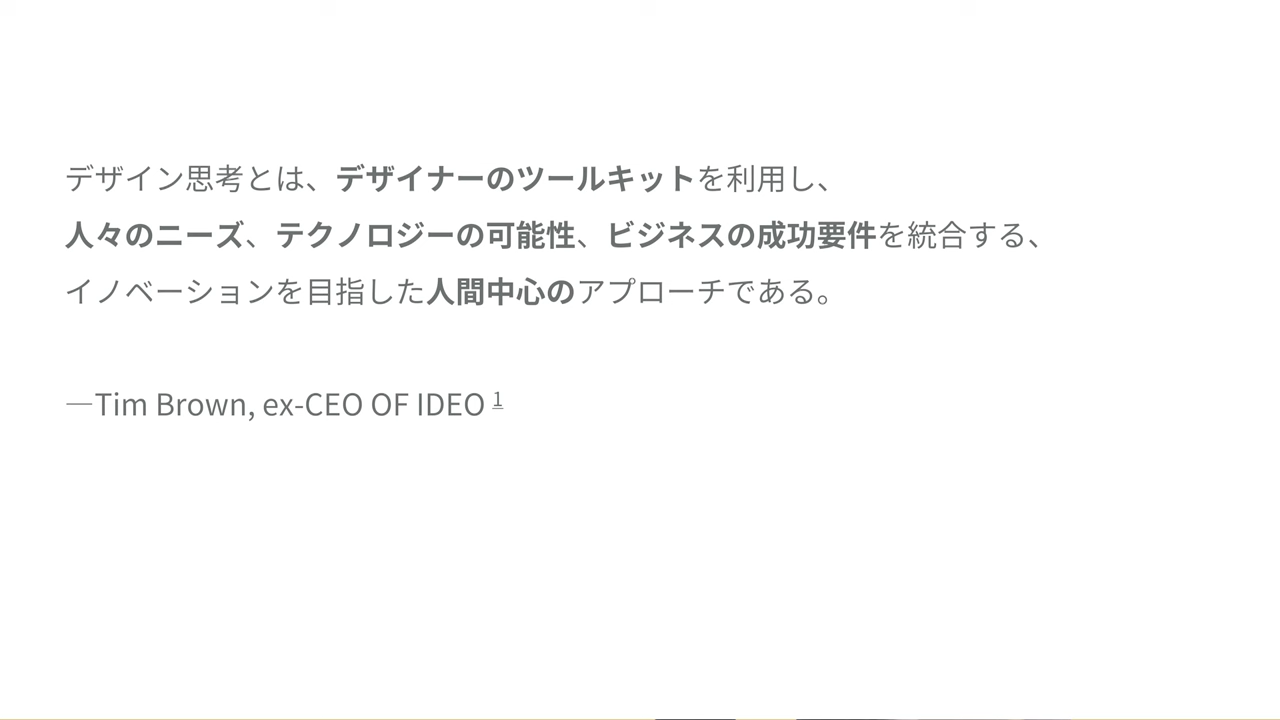 デザイン思考とは、デザイナーのツールキットを利用し、
人々のニーズ、テクノロジーの可能性、ビジネスの成功要件を統合する、
イノベーションを目指した人間中心のアプローチである。
—Tim Brown, ex-CEO OF IDEO 1